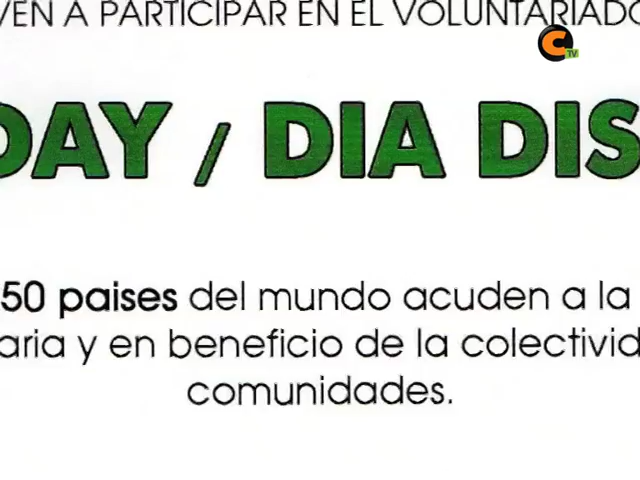 VEN A PARTICIPAR EN EL VOLUNTARIADO
C TV
DAY / DIA DIS
50 paises del mundo acuden a la
aria y en beneficio de la colectivid
comunidades.